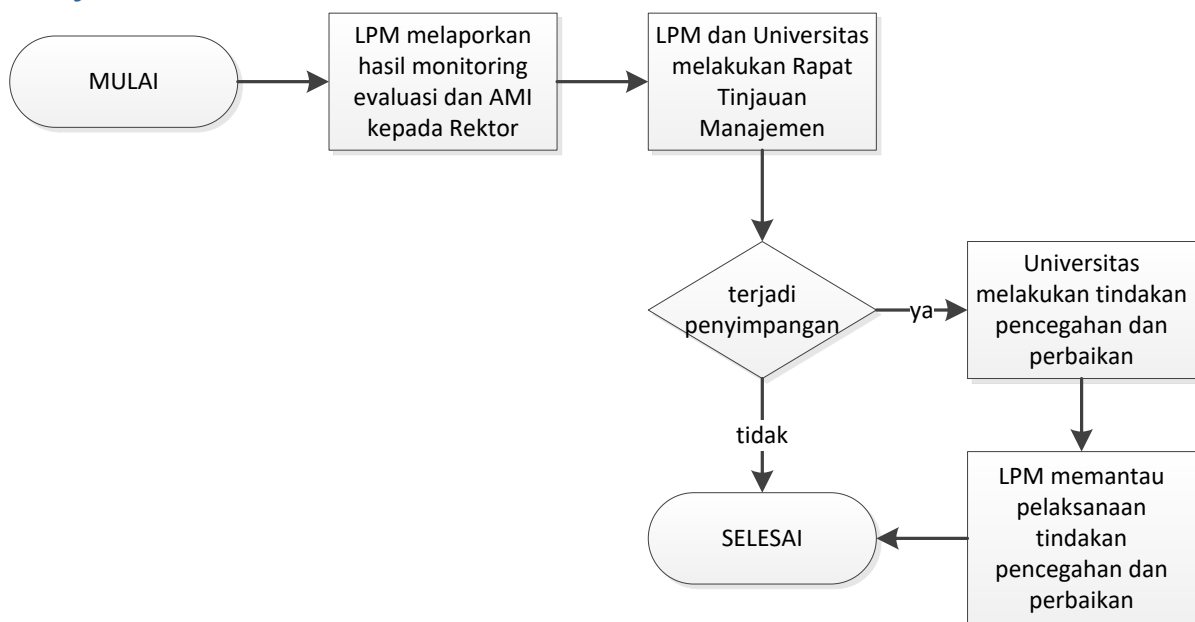 MULAI
LPM melaporkan
hasil monitoring
evaluasi dan AMI
kepada Rektor
LPM dan Universitas
melakukan Rapat
Tinjauan
Manajemen
terjadi
penyimpangan
ya
Universitas
melakukan tindakan
pencegahan dan
perbaikan
tidak
LPM memantau
pelaksanaan
tindakan
pencegahan dan
perbaikan
SELESAI